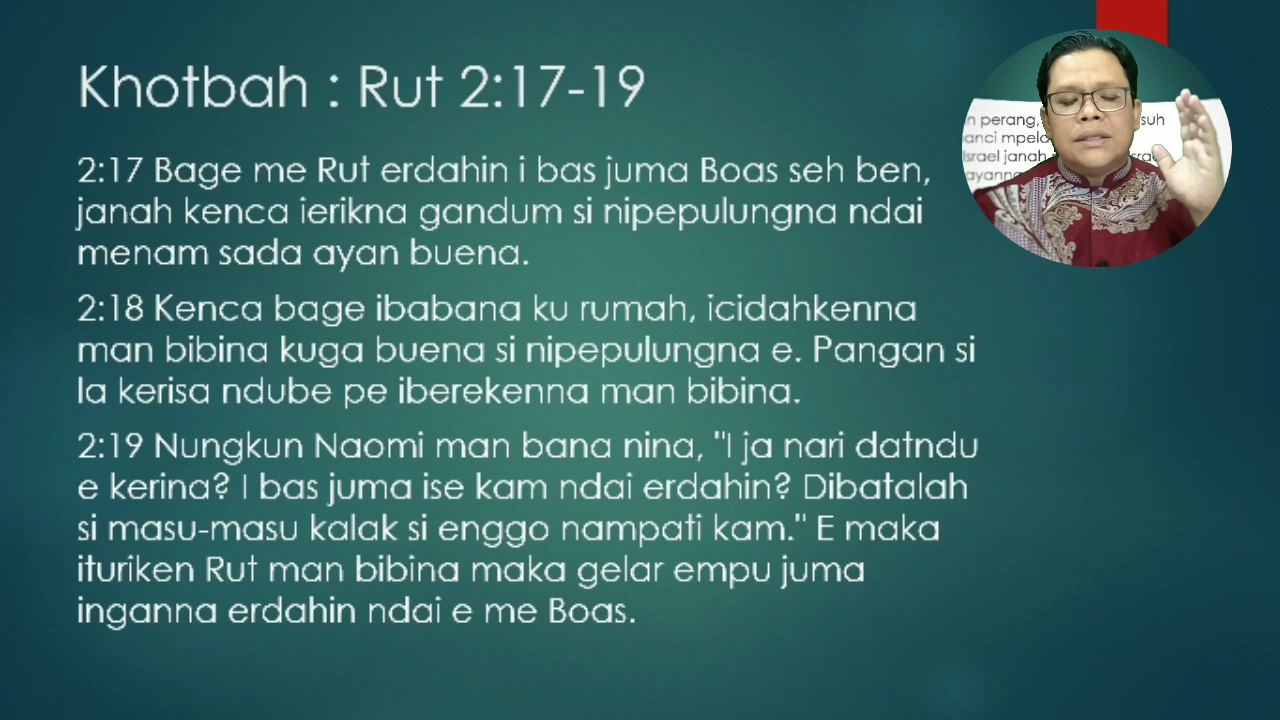 Khotbah : Rut 2:17-19
2:17 Bage me Rut erdahin i bas juma Boas seh ben,
janah kenca ierikna gandum si nipepulungna ndai
menam sada ayan buena.
2:18 Kenca bage ibabana ku rumah, icidahkenna
man bibina kuga buena si nipepulungna e. Pangan si
la kerisa ndube pe iberekenna man bibina.
2:19 Nungkun Naomi man bana nina, "I ja nari datndu
e kerina? I bas juma ise kam ndai erdahin? Dibatalah
si masu-masu kalak si enggo nampati kam." E maka
ituriken Rut man bibina maka gelar empu juma
inganna erdahin ndai e me Boas.
perang,
suh
Israel janah